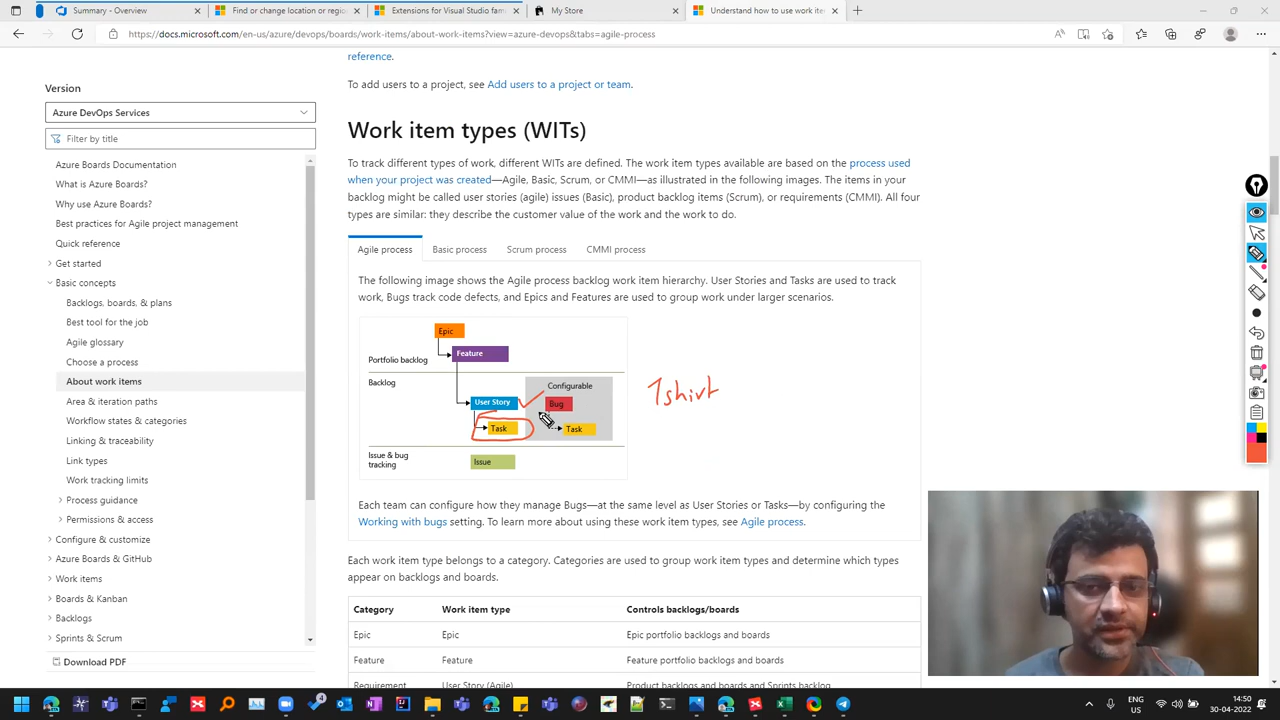 Summary - Overview
Find or change location or regio
Extensions for Visual Studio fam
My Store
Understand how to use work ite
https://docs.microsoft.com/en-us/azure/devops/boards/work-items/about-work-items?view=azure-devops&tabs=agile-process
reference.
Version
To add users to a project, see Add users to a project or team.
Azure DevOps Services
Filter by title
Azure Boards Documentation
What is Azure Boards?
Why use Azure Boards?
Best practices for Agile project management
Quick reference
Get started
Basic concepts
Backlogs, boards, & plans
Best tool for the job
Agile glossary
Choose a process
About work items
Area & iteration paths
Workflow states & categories
Linking & traceability
Link types
Work tracking limits
Process guidance
Permissions & access
Configure & customize
Azure Boards & GitHub
Work items
Boards & Kanban
Backlogs
Sprints & Scrum
Download PDF
Work item types (WITs)
To track different types of work, different WITs are defined. The work item types available are based on the process used
when your project was created—Agile, Basic, Scrum, or CMMI—as illustrated in the following images. The items in your
backlog might be called user stories (agile) issues (Basic), product backlog items (Scrum), or requirements (CMMI). All four
types are similar: they describe the customer value of the work and the work to do.
Agile process
Basic process
Scrum process
CMMI process
The following image shows the Agile process backlog work item hierarchy. User Stories and Tasks are used to track
work, Bugs track code defects, and Epics and Features are used to group work under larger scenarios.
Epic
Feature
Portfolio backlog
Backlog
Configurable
User Story
Bug
Task
Task
Issue & bug
tracking
Issue
Tshirt
Each team can configure how they manage Bugs—at the same level as User Stories or Tasks—by configuring the
Working with bugs setting. To learn more about using these work item types, see Agile process.
Each work item type belongs to a category. Categories are used to group work item types and determine which types
appear on backlogs and boards.
Category Work item type Controls backlogs/boards
Epic Epic Epic portfolio backlogs and boards
Feature Feature Feature portfolio backlogs and boards
Requirement User Story (Agile) Product backlogs and boards and Sprints backlog
ENG
US
14:50
30-04-2022